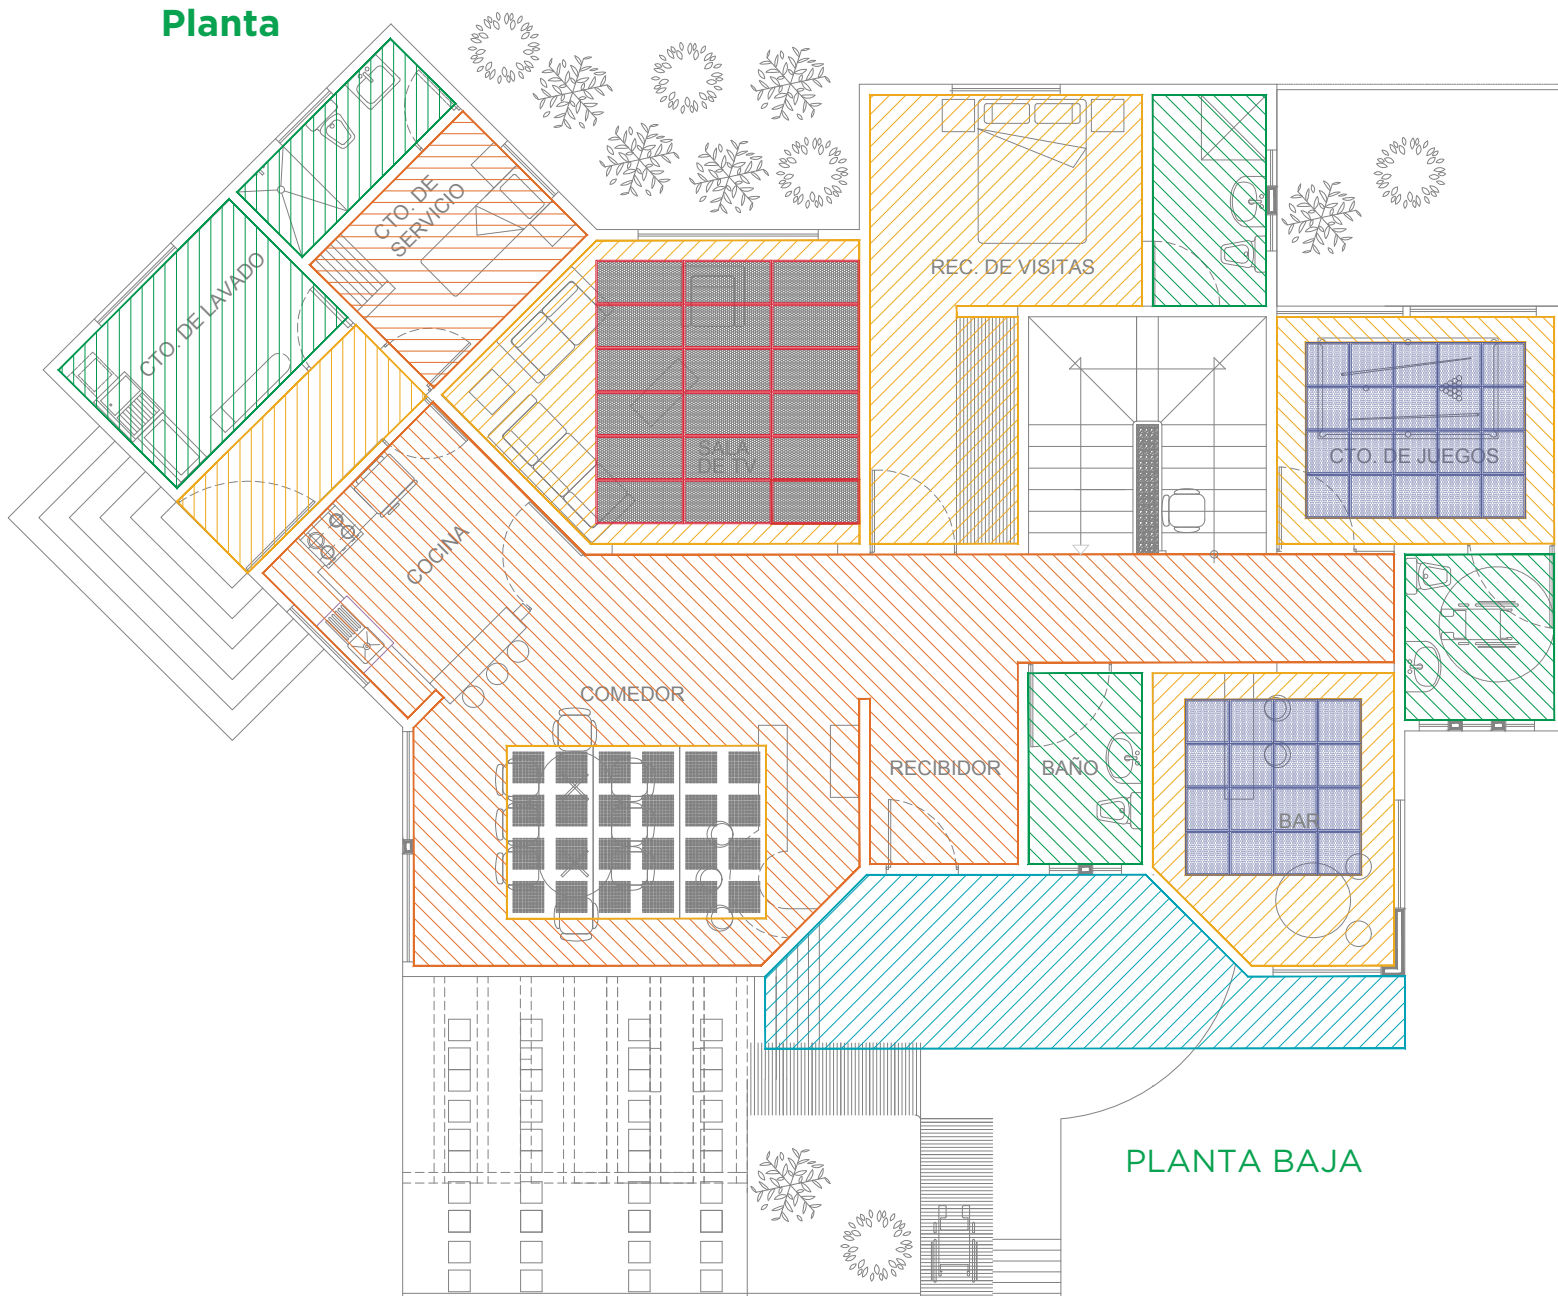 Planta
CTO. DE
SERVICIO
CTO. DE LAVADO
REC. DE VISITAS
SALA
DE TV
CTO. DE JUEGOS
COCINA
COMEDOR
RECIBIDOR
BAÑO
BAR
PLANTA BAJA